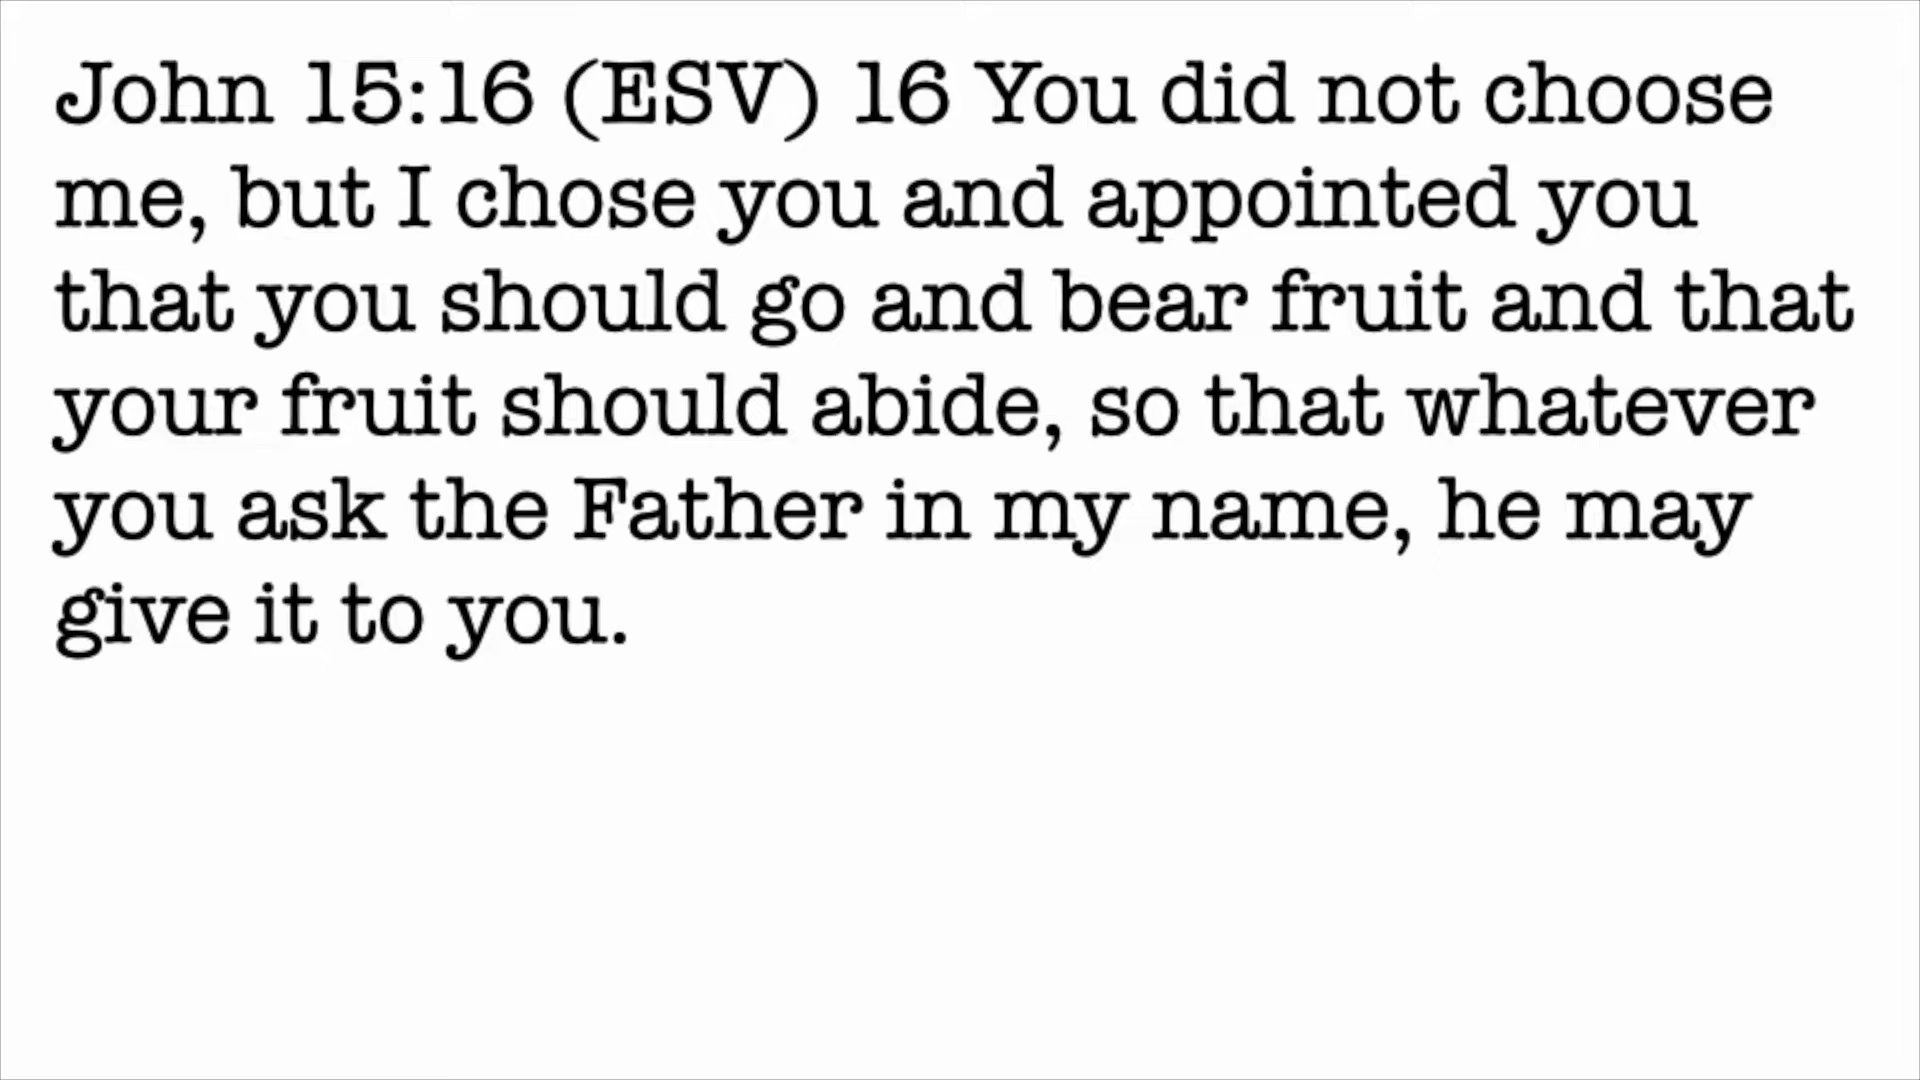 John 15:16 (ESV) 16 You did not choose
me, but I chose you and appointed you
that you should go and bear fruit and that
your fruit should abide, so that whatever
you ask the Father in my name, he may
give it to you.